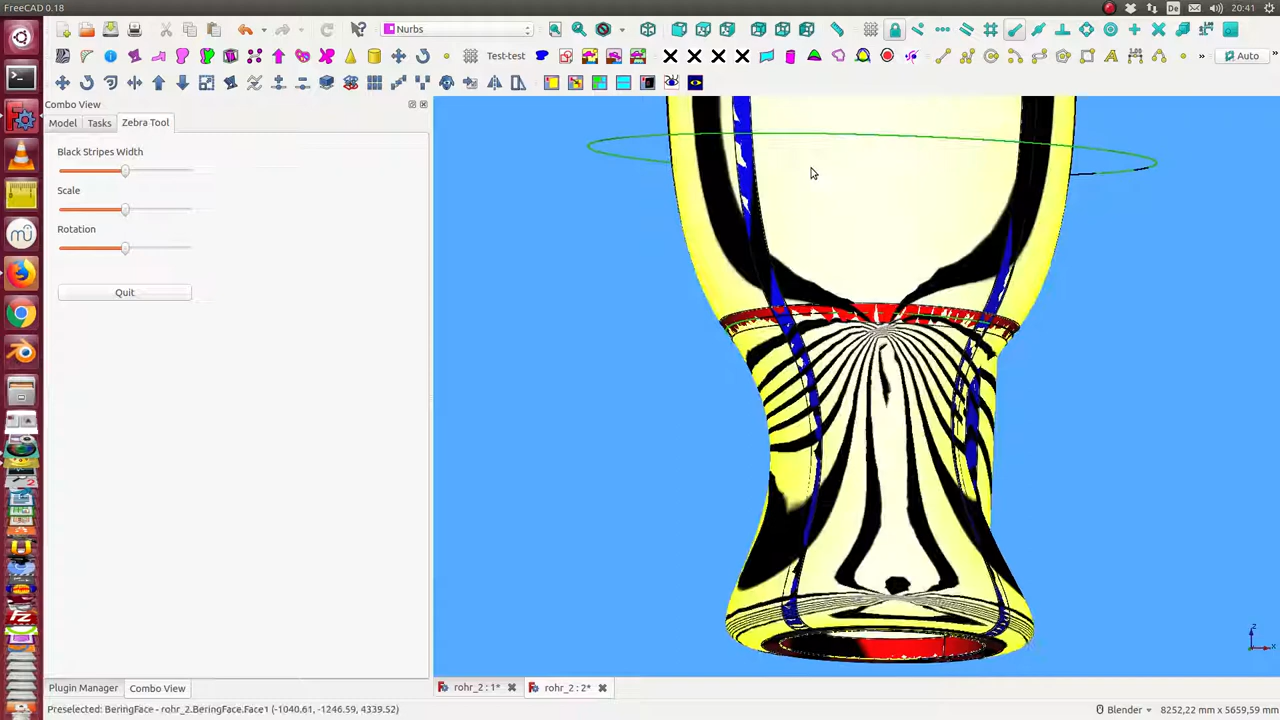 FreeCAD 0.18
De
20:41
Nurbs
Test-test
Auto
Combo View
Model
Tasks
Zebra Tool
Black Stripes Width
Scale
Rotation
Quit
Plugin Manager
Combo View
rohr_2 : 1*
rohr_2 : 2*
Preselected: BeringFace - rohr_2.BeringFace.Face1 (-1040.61, -1246.59, 4339.52)
Blender
8252,22 mm x 5659,59 mm